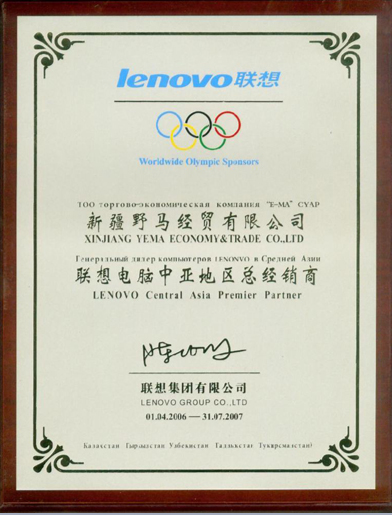 lenovo联想
Worldwide Olympic Sponsors
ТОО торгово-экономическая компания "Е-МА" СУАР
新疆野马经贸有限公司
XINJIANG YEMA ECONOMY&TRADE CO.,LTD
Генеральный дилер компьютеров LENONVO в Средней Азии
联想电脑中亚地区总经销商
LENOVO Central Asia Premier Partner
联想集团有限公司
LENOVO GROUP CO.,LTD
01.04.2006 — 31.07.2007
Казахстан Узбекистан